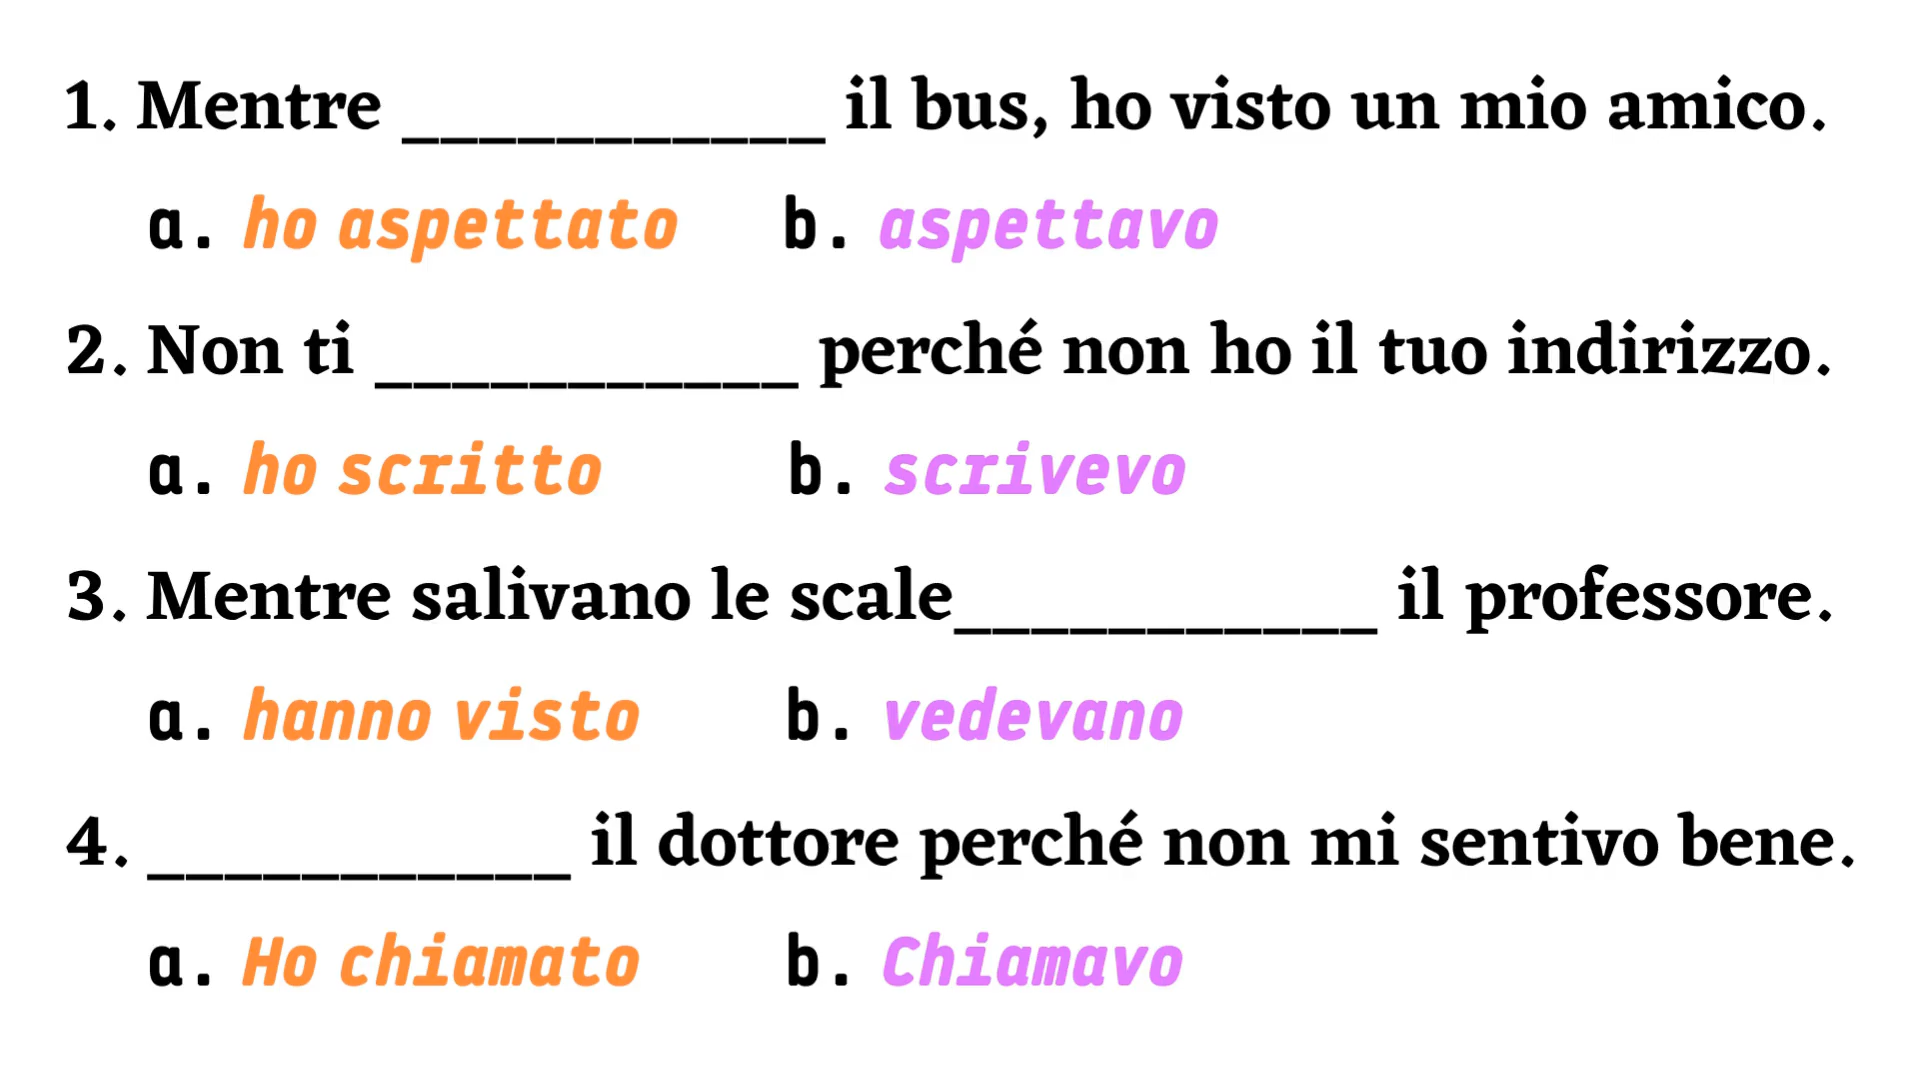 1. Mentre ___________ il bus, ho visto un mio amico.
a. ho aspettato b. aspettavo
2. Non ti ___________ perché non ho il tuo indirizzo.
a. ho scritto b. scrivevo
3. Mentre salivano le scale___________ il professore.
a. hanno visto b. vedevano
4. ___________ il dottore perché non mi sentivo bene.
a. Ho chiamato b. Chiamavo